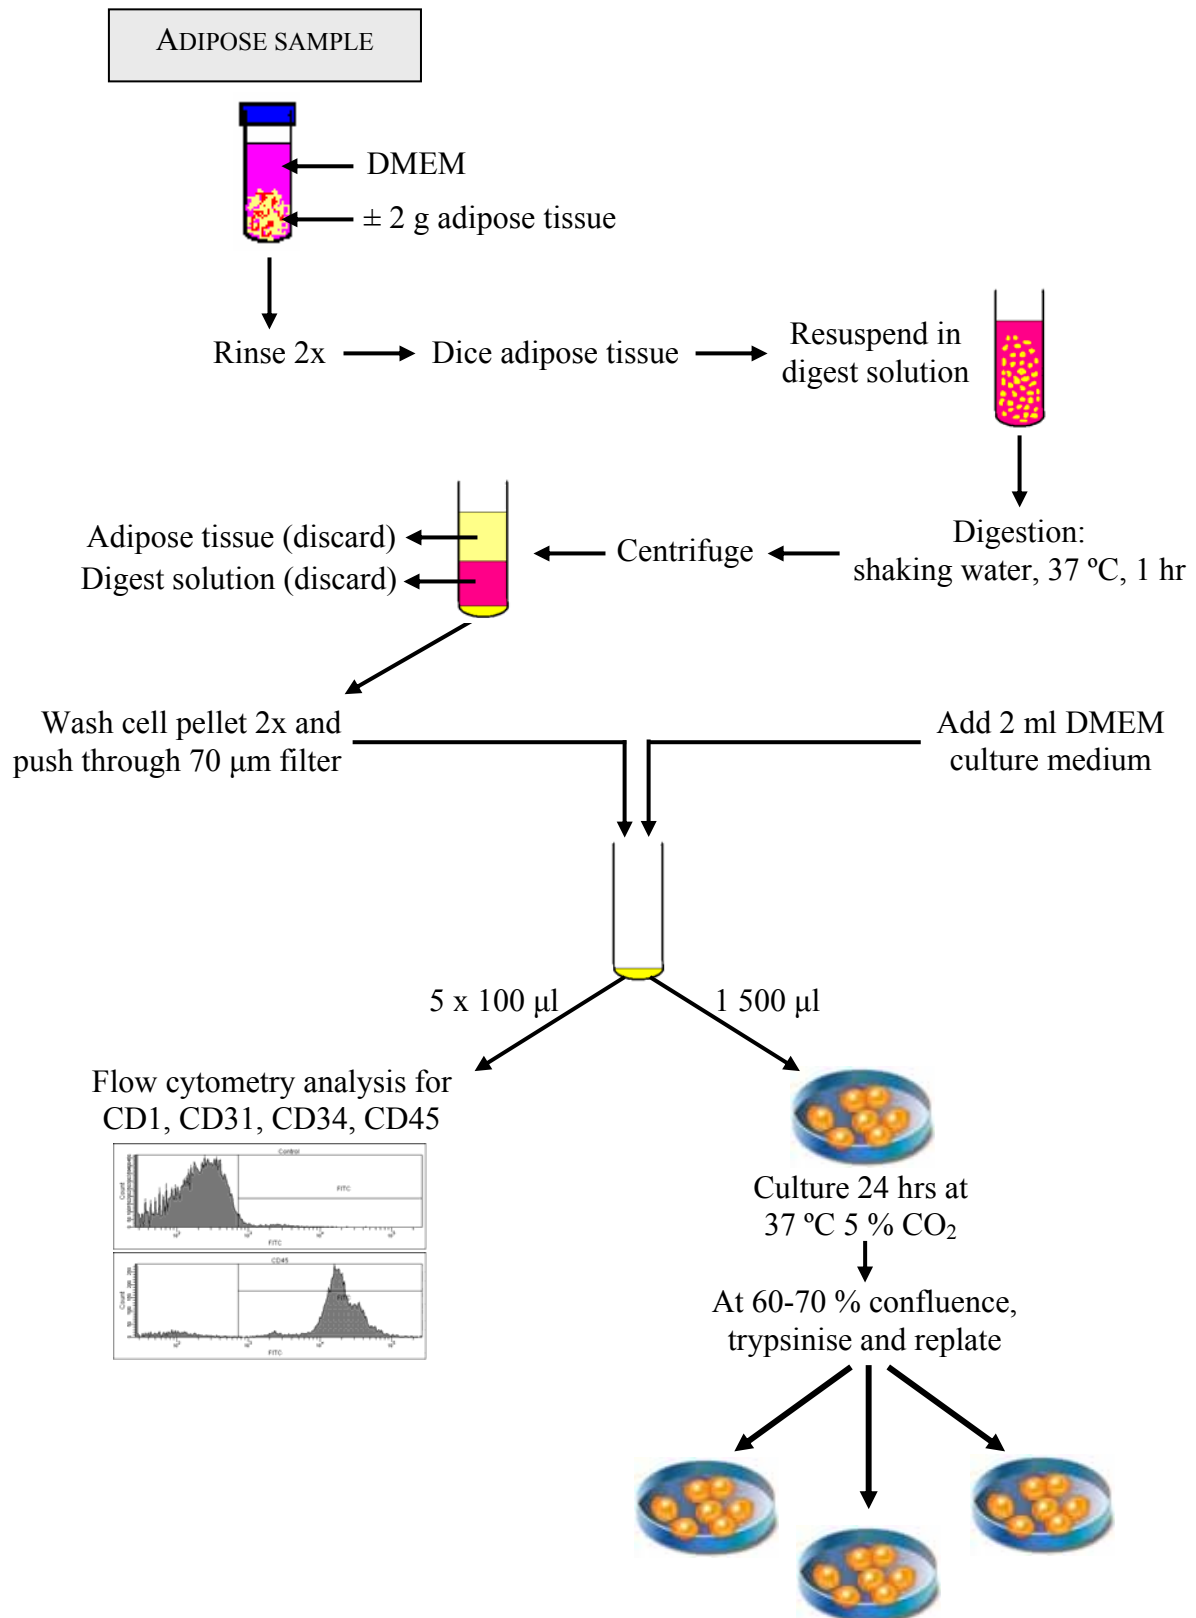 ADIPOSE SAMPLE
DMEM
± 2 g adipose tissue
Rinse 2x
Dice adipose tissue
Resuspend in
digest solution
Digestion:
shaking water, 37 ºC, 1 hr
Centrifuge
Adipose tissue (discard)
Digest solution (discard)
Wash cell pellet 2x and
push through 70 μm filter
Add 2 ml DMEM
culture medium
5 x 100 μl
1 500 μl
Flow cytometry analysis for
CD1, CD31, CD34, CD45
Control
Count
FITC
FITC
CD45
Count
FITC
FITC
Culture 24 hrs at
37 ºC 5 % CO₂
At 60-70 % confluence,
trypsinise and replate